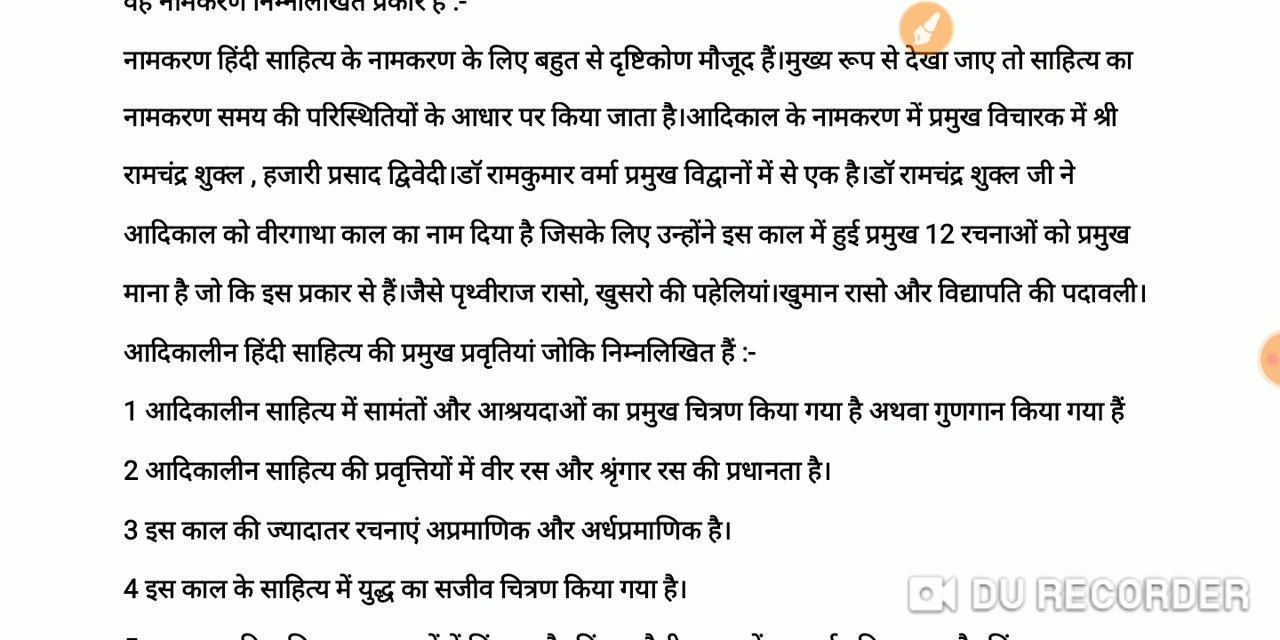 वह नामकरण निम्नलिखित प्रकार है :-
नामकरण हिंदी साहित्य के नामकरण के लिए बहुत से दृष्टिकोण मौजूद हैं।मुख्य रूप से देखा जाए तो साहित्य का
नामकरण समय की परिस्थितियों के आधार पर किया जाता है।आदिकाल के नामकरण में प्रमुख विचारक में श्री
रामचंद्र शुक्ल , हजारी प्रसाद द्विवेदी।डॉ रामकुमार वर्मा प्रमुख विद्वानों में से एक है।डॉ रामचंद्र शुक्ल जी ने
आदिकाल को वीरगाथा काल का नाम दिया है जिसके लिए उन्होंने इस काल में हुई प्रमुख 12 रचनाओं को प्रमुख
माना है जो कि इस प्रकार से हैं।जैसे पृथ्वीराज रासो, खुसरो की पहेलियां।खुमान रासो और विद्यापति की पदावली।
आदिकालीन हिंदी साहित्य की प्रमुख प्रवृतियां जोकि निम्नलिखित हैं :-
1 आदिकालीन साहित्य में सामंतों और आश्रयदाओं का प्रमुख चित्रण किया गया है अथवा गुणगान किया गया हैं
2 आदिकालीन साहित्य की प्रवृत्तियों में वीर रस और श्रृंगार रस की प्रधानता है।
3 इस काल की ज्यादातर रचनाएं अप्रमाणिक और अर्धप्रमाणिक है।
4 इस काल के साहित्य में युद्ध का सजीव चित्रण किया गया है।
DU RECORDER